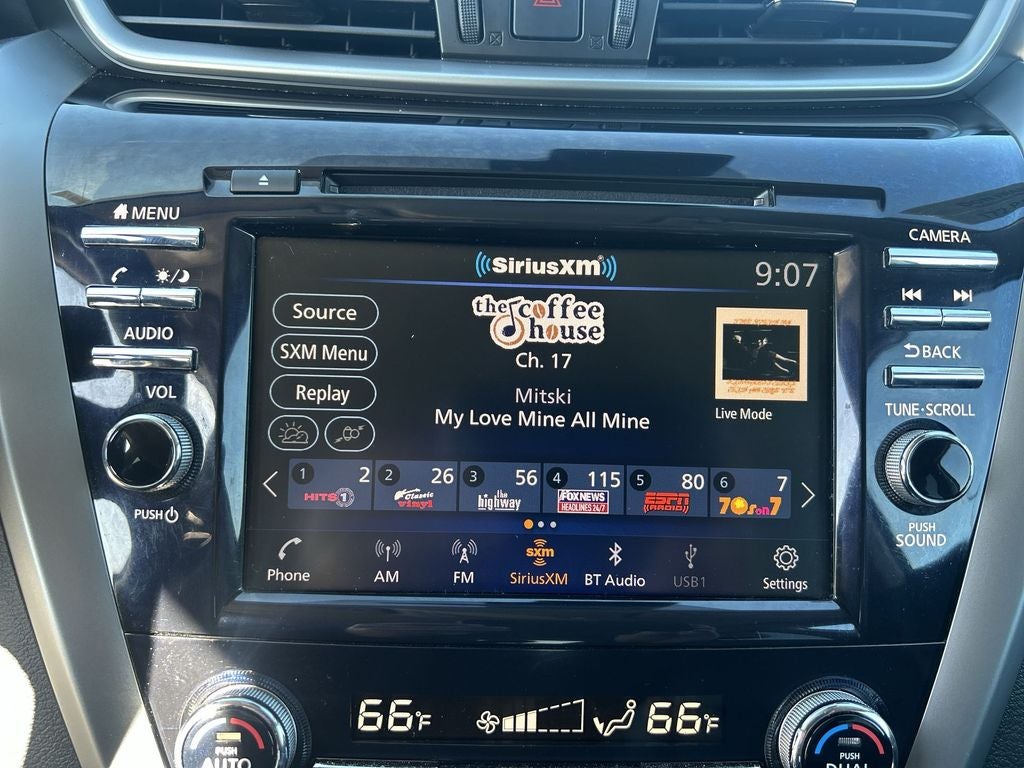 MENU
CAMERA
SiriusXM
9:07
Source
the coffee
house
SXM Menu
Ch. 17
AUDIO
BACK
Replay
Mitski
My Love Mine All Mine
Live Mode
VOL
TUNE·SCROLL
1 2
HITS 1
2 26
Classic
Vinyl
3 56
the
highway
4 115
FOX NEWS
HEADLINES 24/7
5 80
ESPN
RADIO
6 7
70s on 7
PUSH
PUSH
SOUND
sxm
Phone
AM
FM
SiriusXM
BT Audio
USB1
Settings
66°F
66°F
PUSH
AUTO
PUSH
DUAL